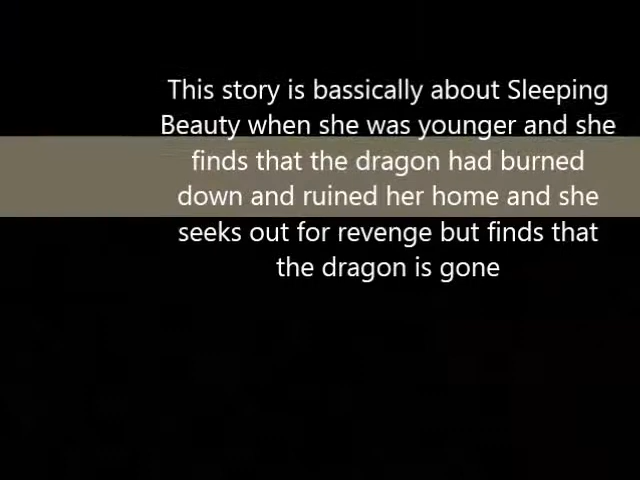 This story is bassically about Sleeping
Beauty when she was younger and she
finds that the dragon had burned
down and ruined her home and she
seeks out for revenge but finds that
the dragon is gone